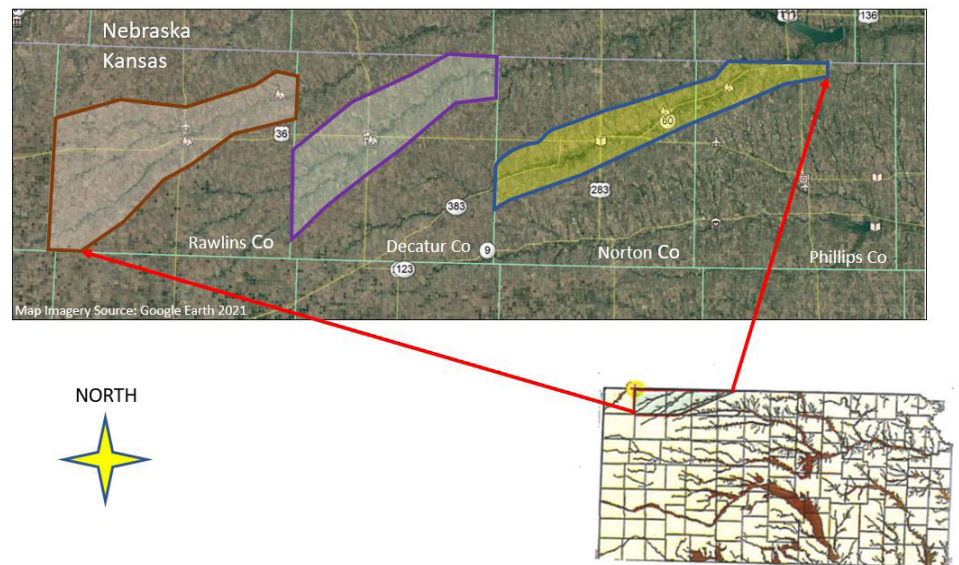 Nebraska
Kansas
136
36
60
383
283
Rawlins Co
Decatur Co
9
Norton Co
Phillips Co
123
Map Imagery Source: Google Earth 2021
NORTH